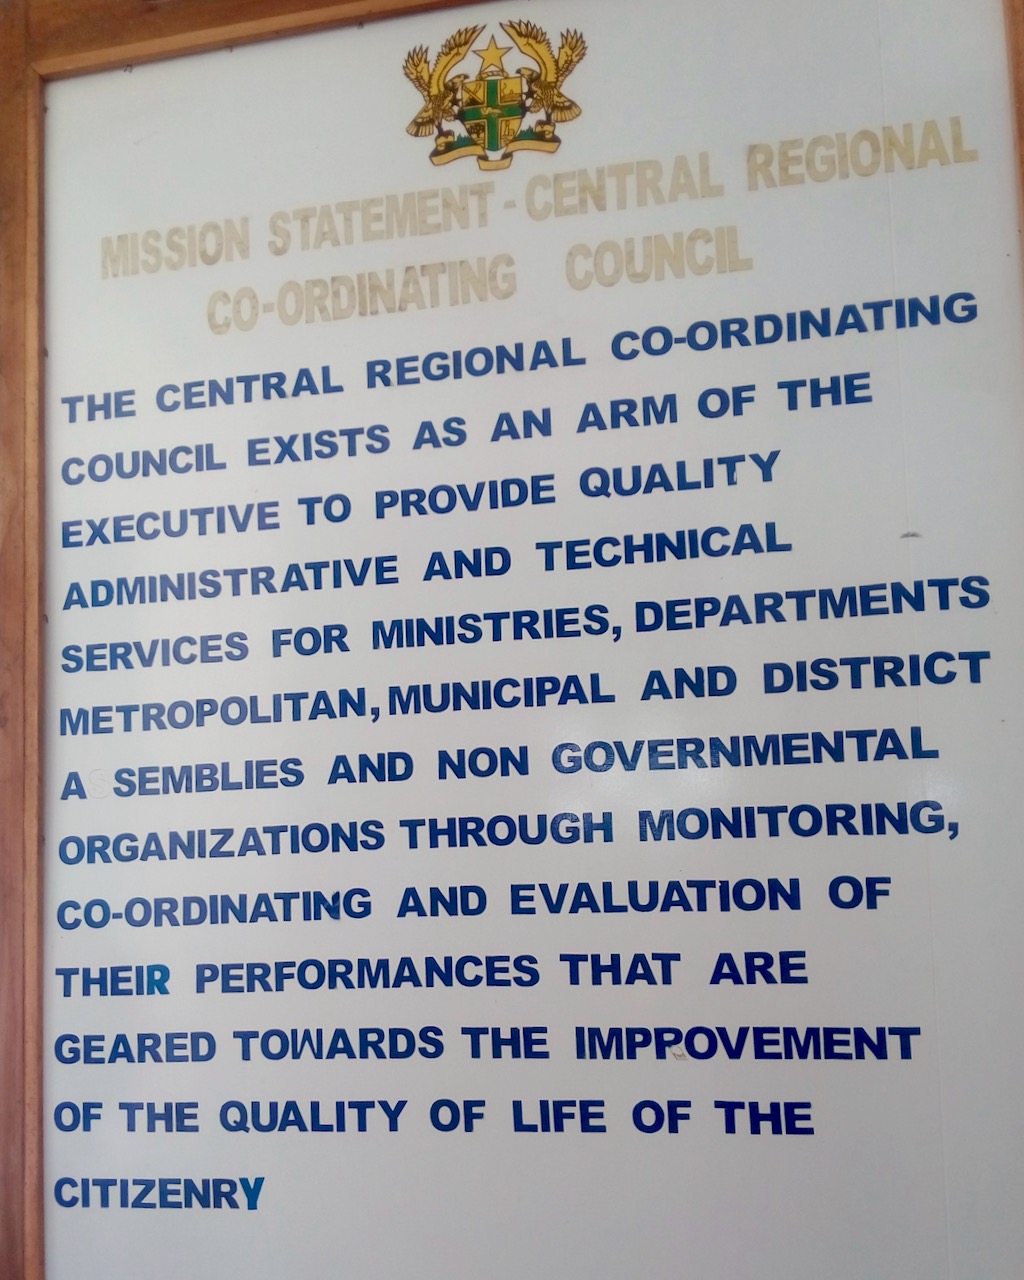 MISSION STATEMENT - CENTRAL REGIONAL
CO-ORDINATING COUNCIL
THE CENTRAL REGIONAL CO-ORDINATING
COUNCIL EXISTS AS AN ARM OF THE
EXECUTIVE TO PROVIDE QUALITY
ADMINISTRATIVE AND TECHNICAL
SERVICES FOR MINISTRIES, DEPARTMENTS
METROPOLITAN, MUNICIPAL AND DISTRICT
A SEMBLIES AND NON GOVERNMENTAL
ORGANIZATIONS THROUGH MONITORING,
CO-ORDINATING AND EVALUATION OF
THEIR PERFORMANCES THAT ARE
GEARED TOWARDS THE IMPROVEMENT
OF THE QUALITY OF LIFE OF THE
CITIZENRY